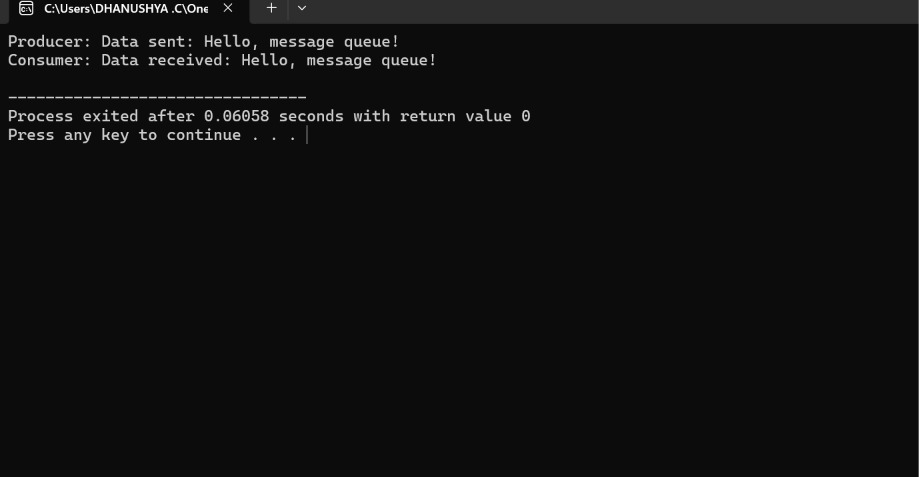 C:\Users\DHANUSHYA .C\One
Producer: Data sent: Hello, message queue!
Consumer: Data received: Hello, message queue!
--------------------------------
Process exited after 0.06058 seconds with return value 0
Press any key to continue . . .